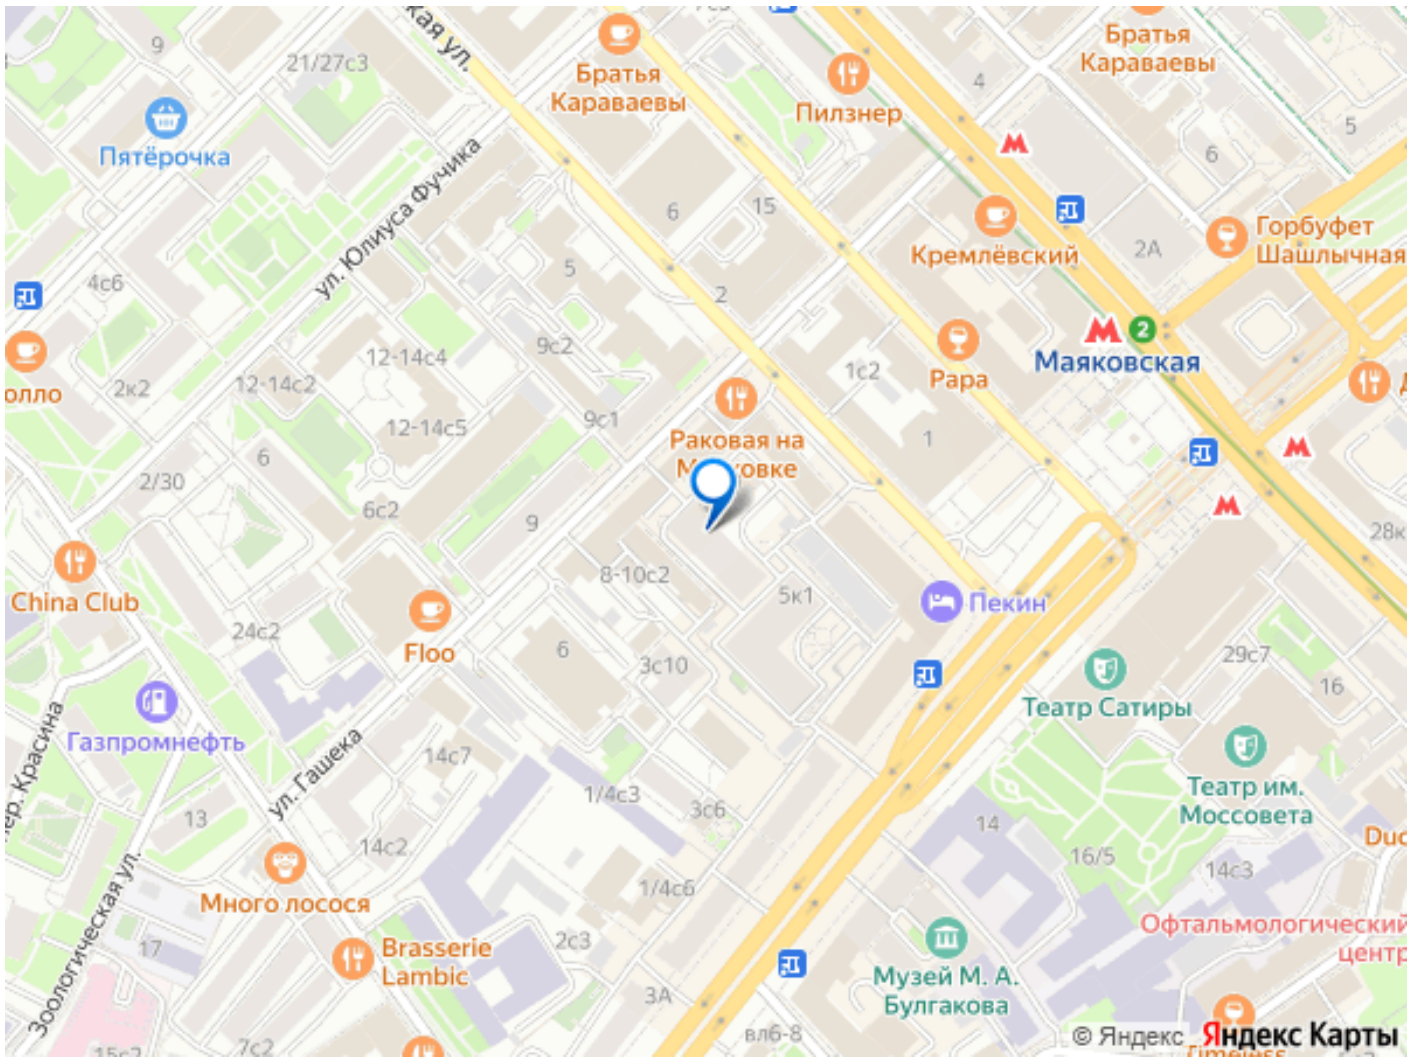 7с5
Братья
Караваевы
4
кая ул.
9
21/27с3
Братья
Караваевы
Пилзнер
5
6
Пятёрочка
ул. Юлиуса Фучика
6
15
Горбуфет
Шашлычная
Кремлёвский
2А
4с6
5
2
9с2
12-14с4
2
Маяковская
1с2
Papa
12-14с2
2к2
олло
9с1
Раковая на
12-14с5
1
6
2/30
6с2
9
28к
8-10с2
5к1
Пекин
China Club
24с2
Floo
6
3с10
29с7
16
Театр Сатиры
Газпромнефть
ер. Красина
ул. Гашека
14с7
1/4с3
3с6
Театр им.
Моссовета
13
14с2
14
16/5
14с3
Duc
Много лосося
1/4с6
Зоологическая ул.
17
Brasserie
Lambic
2с3
Офтальмологический
центр
Музей М. А.
Булгакова
3А
вл6-8
15с2
7с2
Timeless
© Яндекс
Яндекс Карты